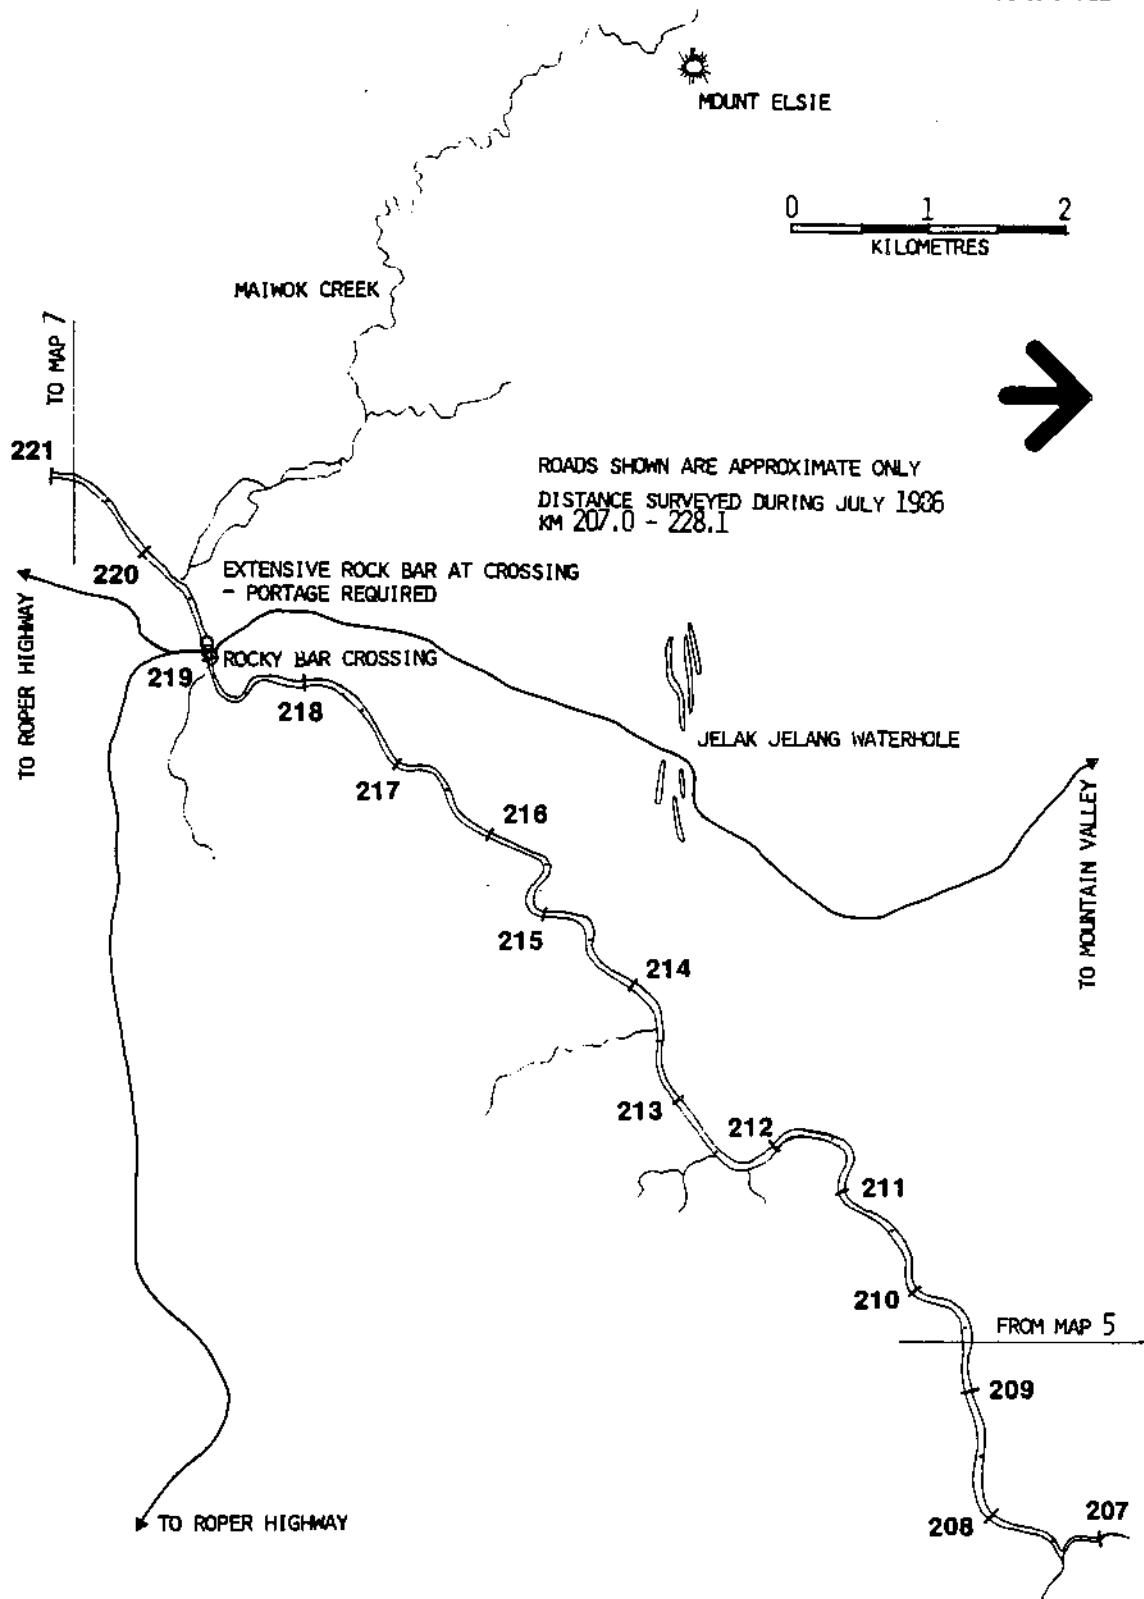 MOUNT ELSIE
0 1 2
KILOMETRES
MAIWOK CREEK
TO MAP 7
221
ROADS SHOWN ARE APPROXIMATE ONLY
DISTANCE SURVEYED DURING JULY 1986
KM 207.0 - 228.1
220
EXTENSIVE ROCK BAR AT CROSSING
- PORTAGE REQUIRED
TO ROPER HIGHWAY
219
ROCKY BAR CROSSING
218
JELAK JELANG WATERHOLE
217
TO MOUNTAIN VALLEY
216
215
214
213
212
211
210
FROM MAP 5
209
208
207
TO ROPER HIGHWAY